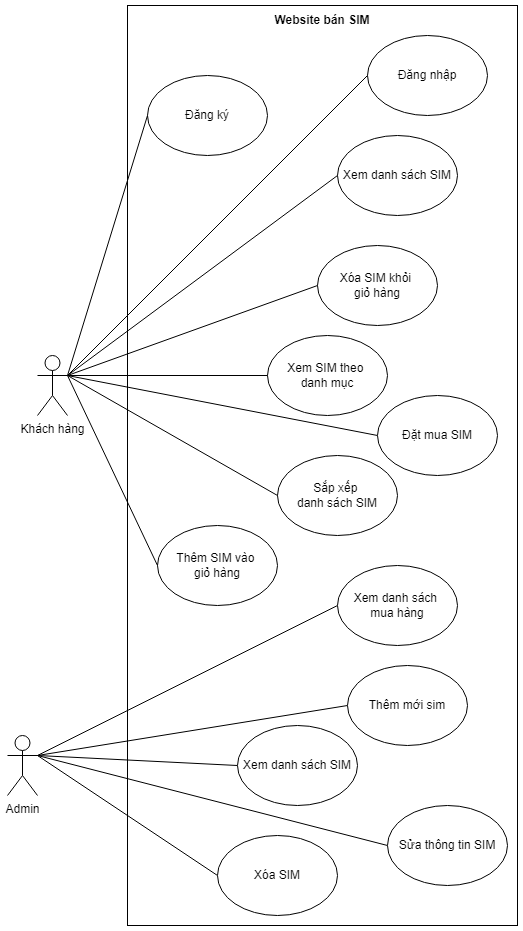 Website bán SIM
Đăng nhập
Đăng ký
Xem danh sách SIM
Xóa SIM khỏi
giỏ hàng
Xem SIM theo
danh mục
Khách hàng
Đặt mua SIM
Sắp xếp
danh sách SIM
Thêm SIM vào
giỏ hàng
Xem danh sách
mua hàng
Thêm mới sim
Xem danh sách SIM
Admin
Sửa thông tin SIM
Xóa SIM